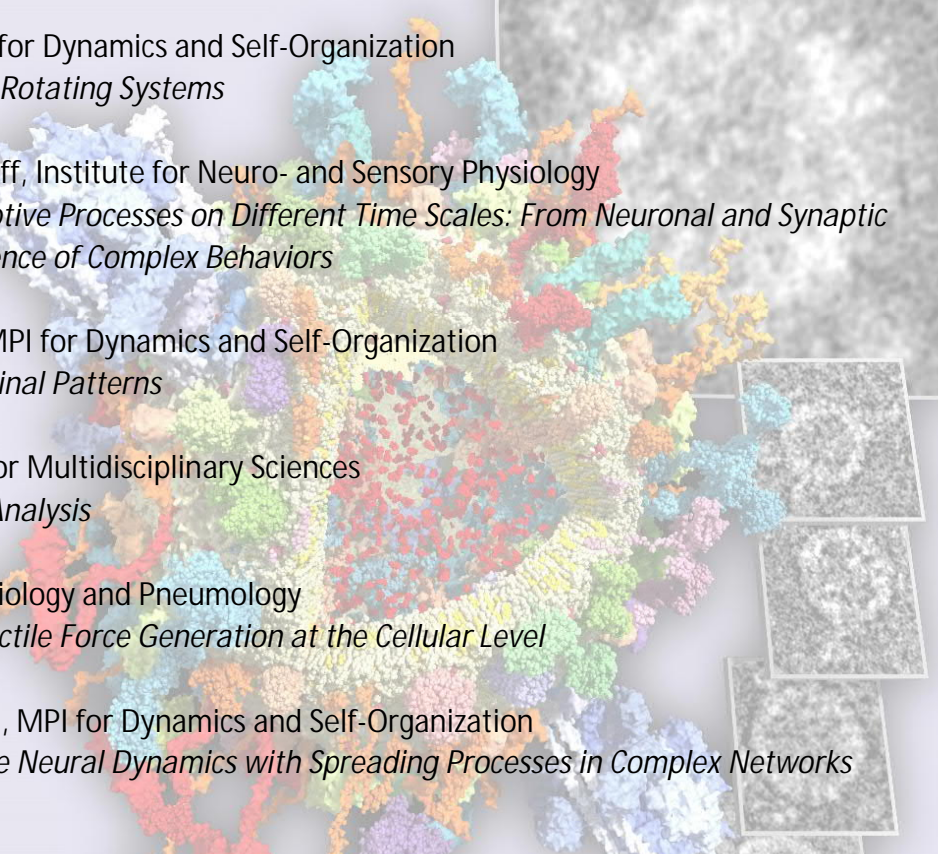 for Dynamics and Self-Organization
Rotating Systems
ff, Institute for Neuro- and Sensory Physiology
ptive Processes on Different Time Scales: From Neuronal and Synaptic
ence of Complex Behaviors
MPI for Dynamics and Self-Organization
inal Patterns
or Multidisciplinary Sciences
Analysis
iology and Pneumology
ctile Force Generation at the Cellular Level
, MPI for Dynamics and Self-Organization
e Neural Dynamics with Spreading Processes in Complex Networks